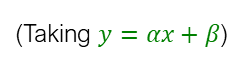 (Taking 𝑦 = 𝛼𝑥 + 𝛽)